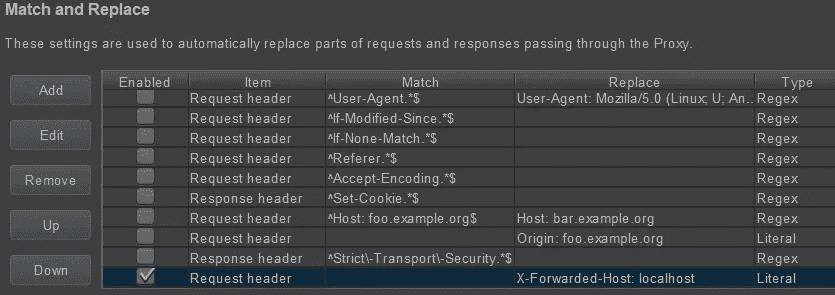 Match and Replace
These settings are used to automatically replace parts of requests and responses passing through the Proxy.
Add
Edit
Remove
Up
Down
Enabled Item Match Replace Type
Request header ^User-Agent.*$ User-Agent: Mozilla/5.0 (Linux; U; An... Regex
Request header ^If-Modified-Since.*$ Regex
Request header ^If-None-Match.*$ Regex
Request header ^Referer.*$ Regex
Request header ^Accept-Encoding.*$ Regex
Response header ^Set-Cookie.*$ Regex
Request header ^Host: foo.example.org$ Host: bar.example.org Regex
Request header Origin: foo.example.org Literal
Response header ^Strict\-Transport\-Security.*$ Regex
Request header X-Forwarded-Host: localhost Literal